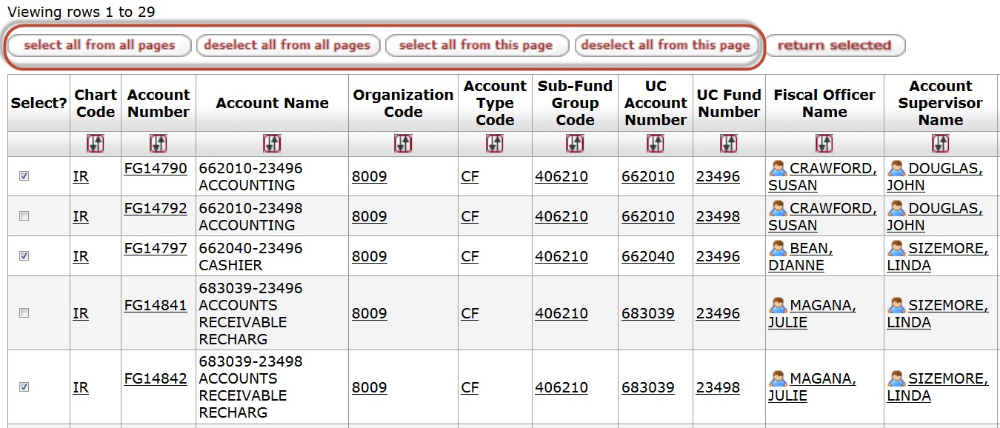 Viewing rows 1 to 29
select all from all pages deselect all from all pages select all from this page deselect all from this page return selected
Select? Chart Code Account Number Account Name Organization Code Account Type Code Sub-Fund Group Code UC Account Number UC Fund Number Fiscal Officer Name Account Supervisor Name
IR FG14790 662010-23496 ACCOUNTING 8009 CF 406210 662010 23496 CRAWFORD, SUSAN DOUGLAS, JOHN
IR FG14792 662010-23498 ACCOUNTING 8009 CF 406210 662010 23498 CRAWFORD, SUSAN DOUGLAS, JOHN
IR FG14797 662040-23496 CASHIER 8009 CF 406210 662040 23496 BEAN, DIANNE SIZEMORE, LINDA
IR FG14841 683039-23496 ACCOUNTS RECEIVABLE RECHARG 8009 CF 406210 683039 23496 MAGANA, JULIE SIZEMORE, LINDA
IR FG14842 683039-23498 ACCOUNTS RECEIVABLE RECHARG 8009 CF 406210 683039 23498 MAGANA, JULIE SIZEMORE, LINDA